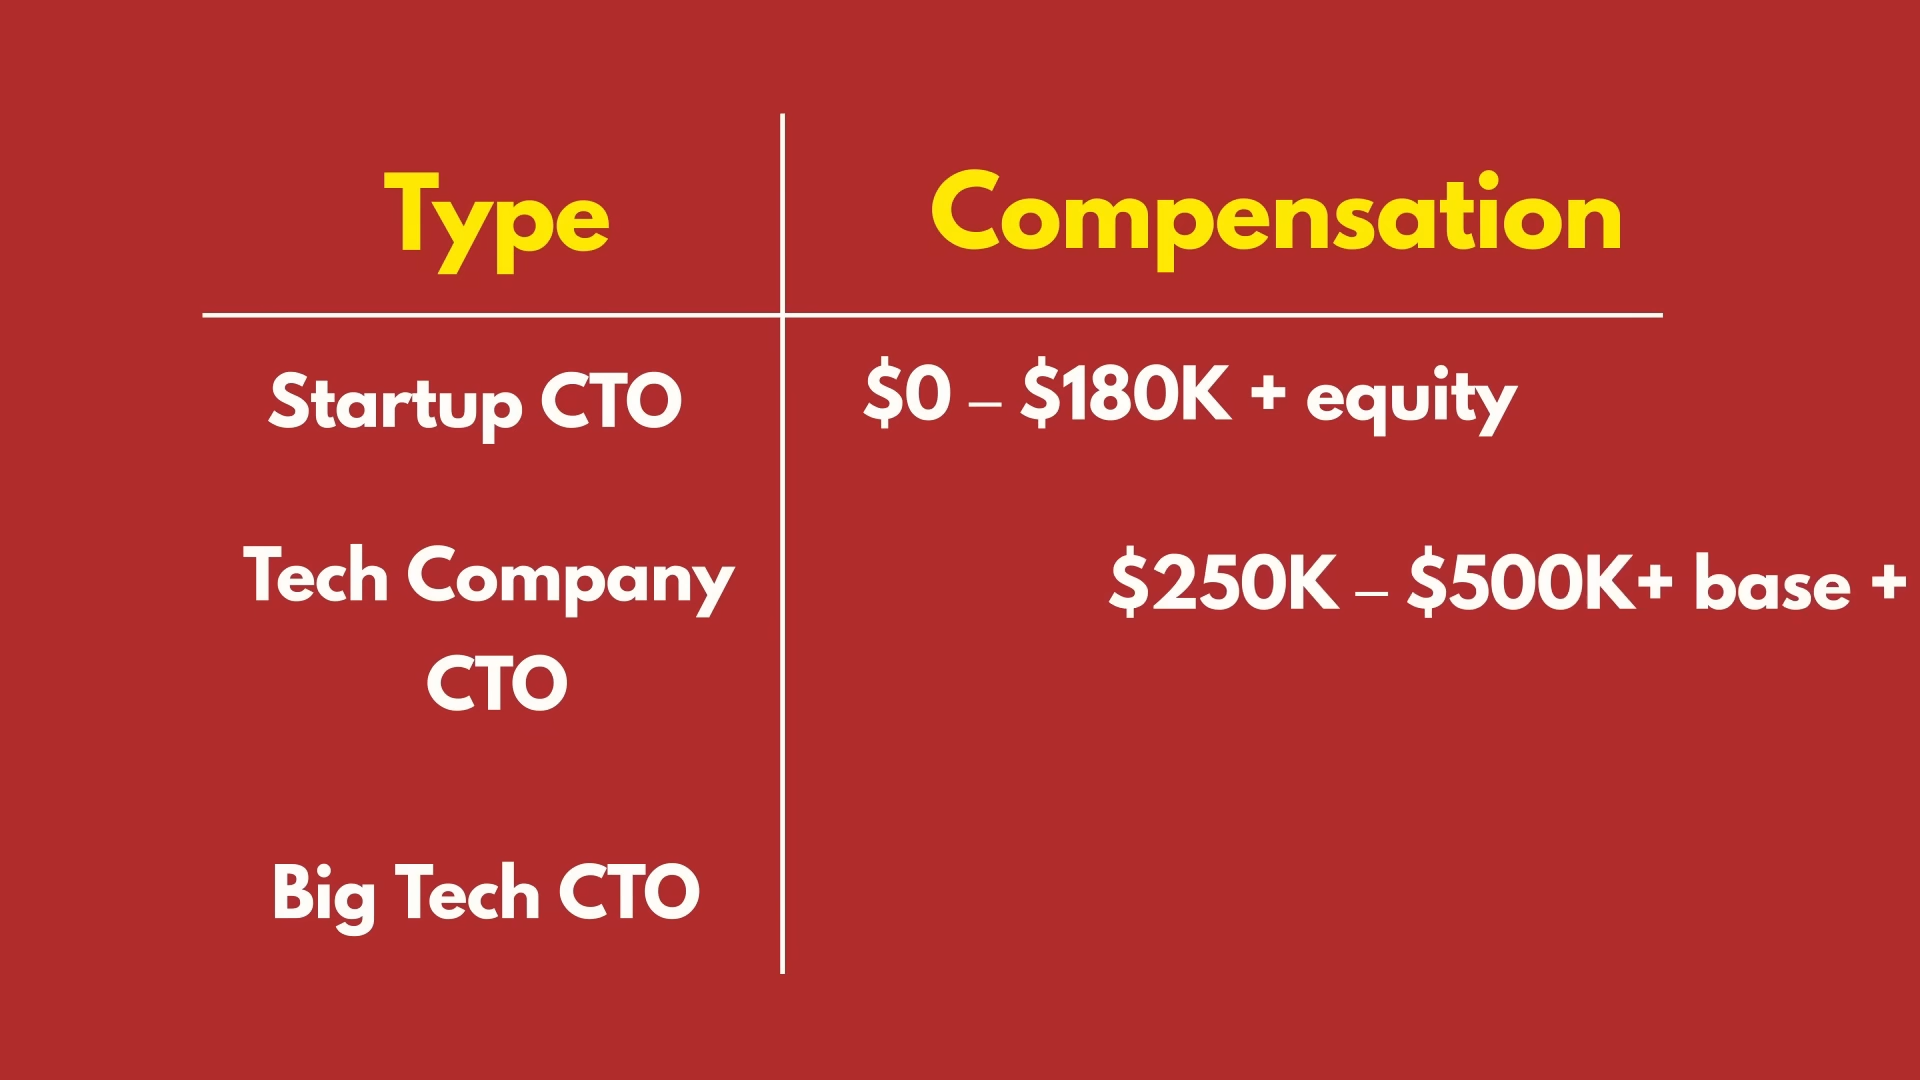 Type
Compensation
Startup CTO
$0 – $180K + equity
Tech Company
CTO
$250K – $500K+ base +
Big Tech CTO